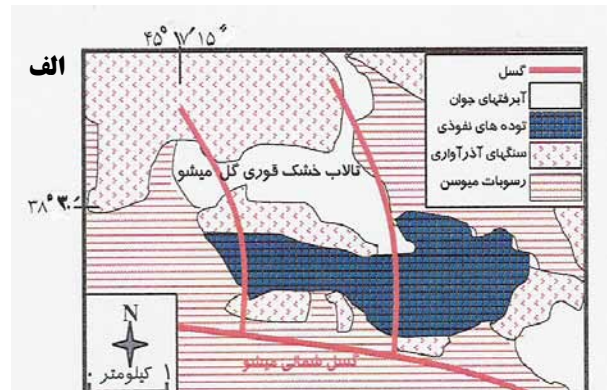 ۴۵° ۱۷′ ۱۵″
الف
گسل
آبرفتهای جوان
توده های نفوذی
سنگهای آذرآواری
رسوبات میوسن
تالاب خشک قوری گل میشو
۳۸° ۳۰′
N
گسل شمالی میشو
۱ کیلومتر ۰